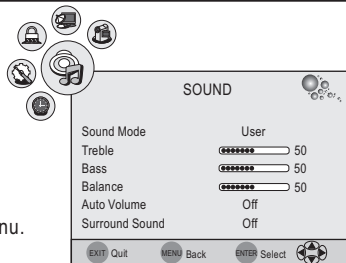 SOUND
Sound Mode User
Treble 50
Bass 50
Balance 50
Auto Volume Off
Surround Sound Off
nu.
EXIT Quit MENU Back ENTER Select